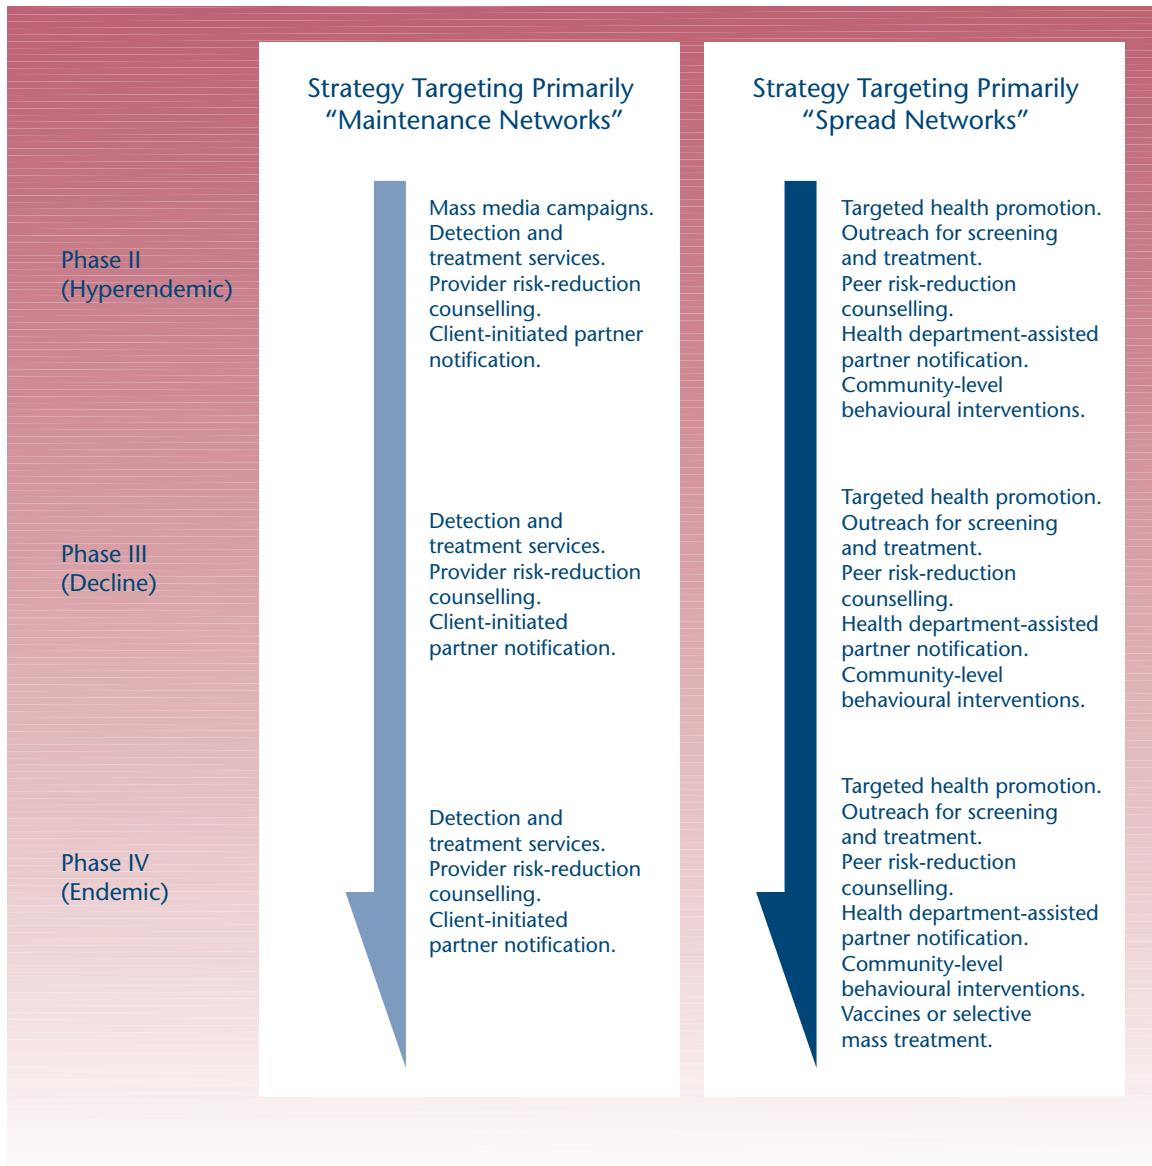 Strategy Targeting Primarily
“Maintenance Networks”
Strategy Targeting Primarily
“Spread Networks”
Phase II
(Hyperendemic)
Mass media campaigns.
Detection and
treatment services.
Provider risk-reduction
counselling.
Client-initiated partner
notification.
Targeted health promotion.
Outreach for screening
and treatment.
Peer risk-reduction
counselling.
Health department-assisted
partner notification.
Community-level
behavioural interventions.
Phase III
(Decline)
Detection and
treatment services.
Provider risk-reduction
counselling.
Client-initiated
partner notification.
Targeted health promotion.
Outreach for screening
and treatment.
Peer risk-reduction
counselling.
Health department-assisted
partner notification.
Community-level
behavioural interventions.
Phase IV
(Endemic)
Detection and
treatment services.
Provider risk-reduction
counselling.
Client-initiated
partner notification.
Targeted health promotion.
Outreach for screening
and treatment.
Peer risk-reduction
counselling.
Health department-assisted
partner notification.
Community-level
behavioural interventions.
Vaccines or selective
mass treatment.